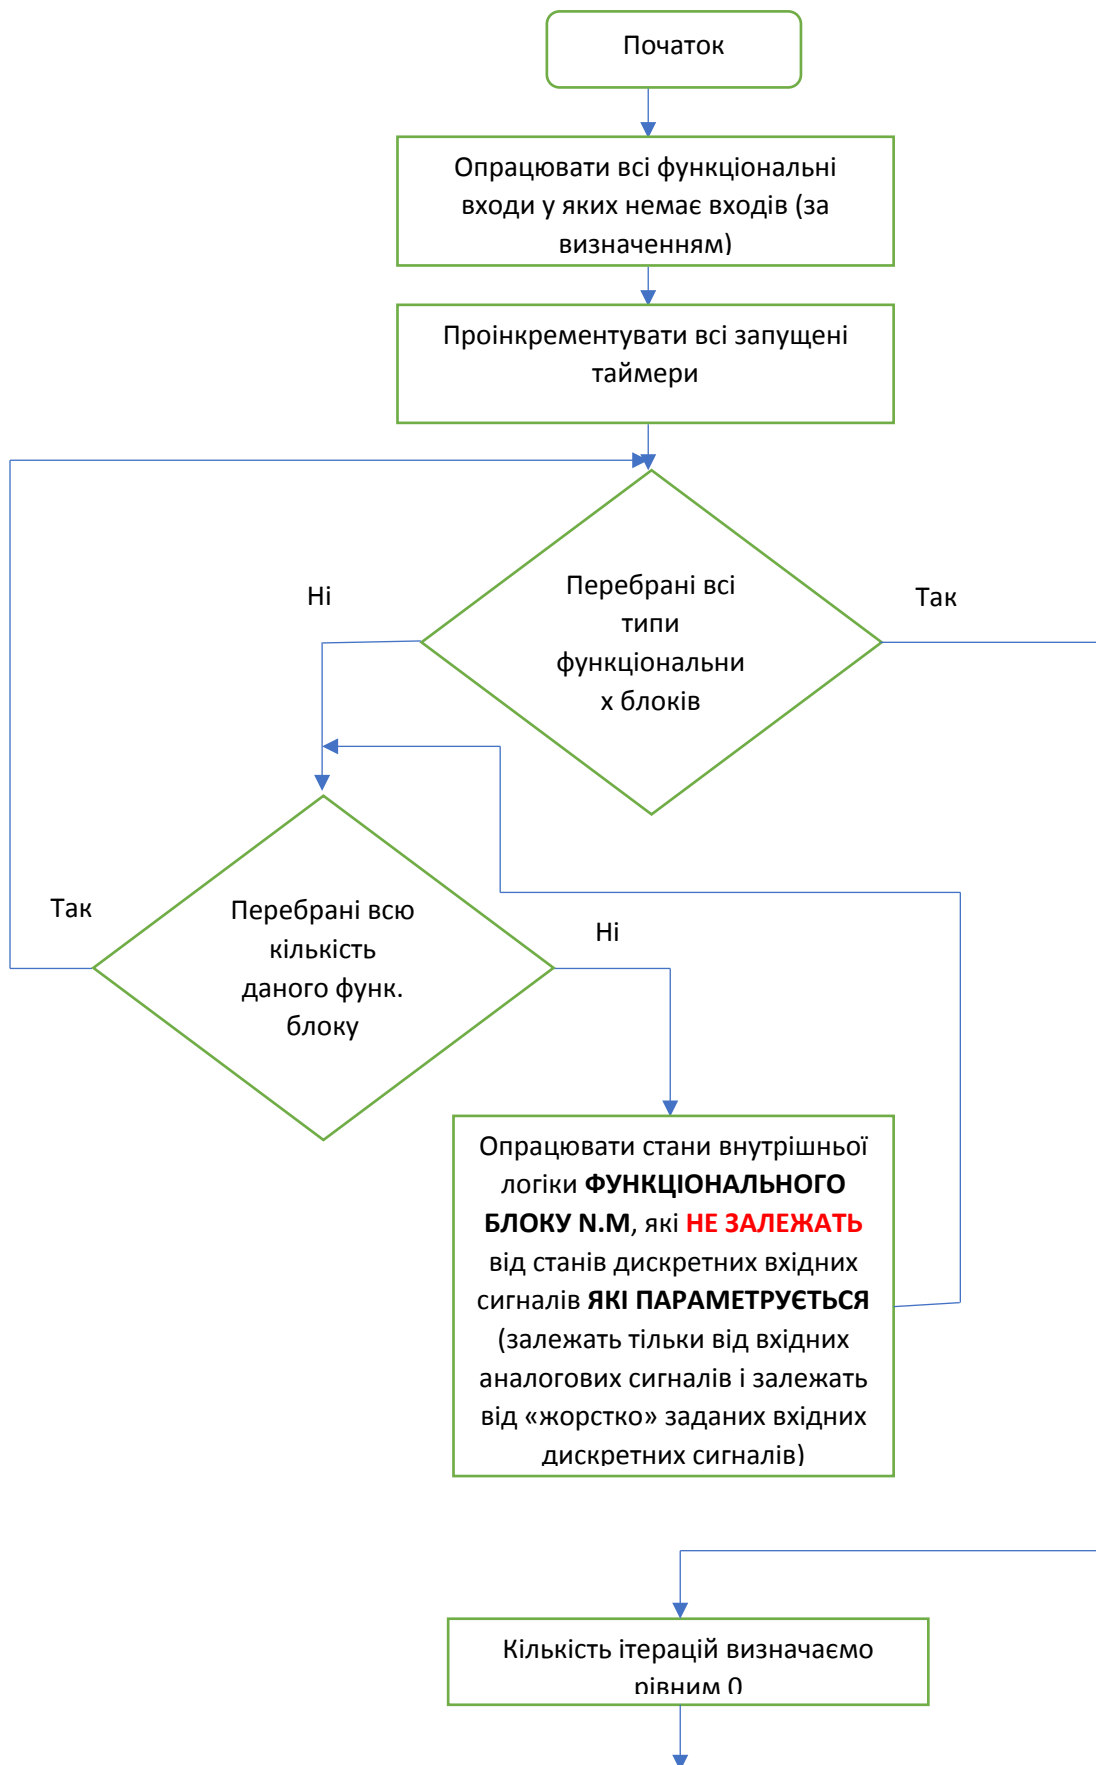 Початок
Опрацювати всі функціональні
входи у яких немає входів (за
визначенням)
Проінкрементувати всі запущені
таймери
Ні
Перебрані всі
типи
функціональни
х блоків
Так
Так
Перебрані всю
кількість
даного функ.
блоку
Ні
Опрацювати стани внутрішньої
логіки ФУНКЦІОНАЛЬНОГО
БЛОКУ N.M, які НЕ ЗАЛЕЖАТЬ
від станів дискретних вхідних
сигналів ЯКІ ПАРАМЕТРУЄТЬСЯ
(залежать тільки від вхідних
аналогових сигналів і залежать
від «жорстко» заданих вхідних
дискретних сигналів)
Кількість ітерацій визначаємо
рівним 0